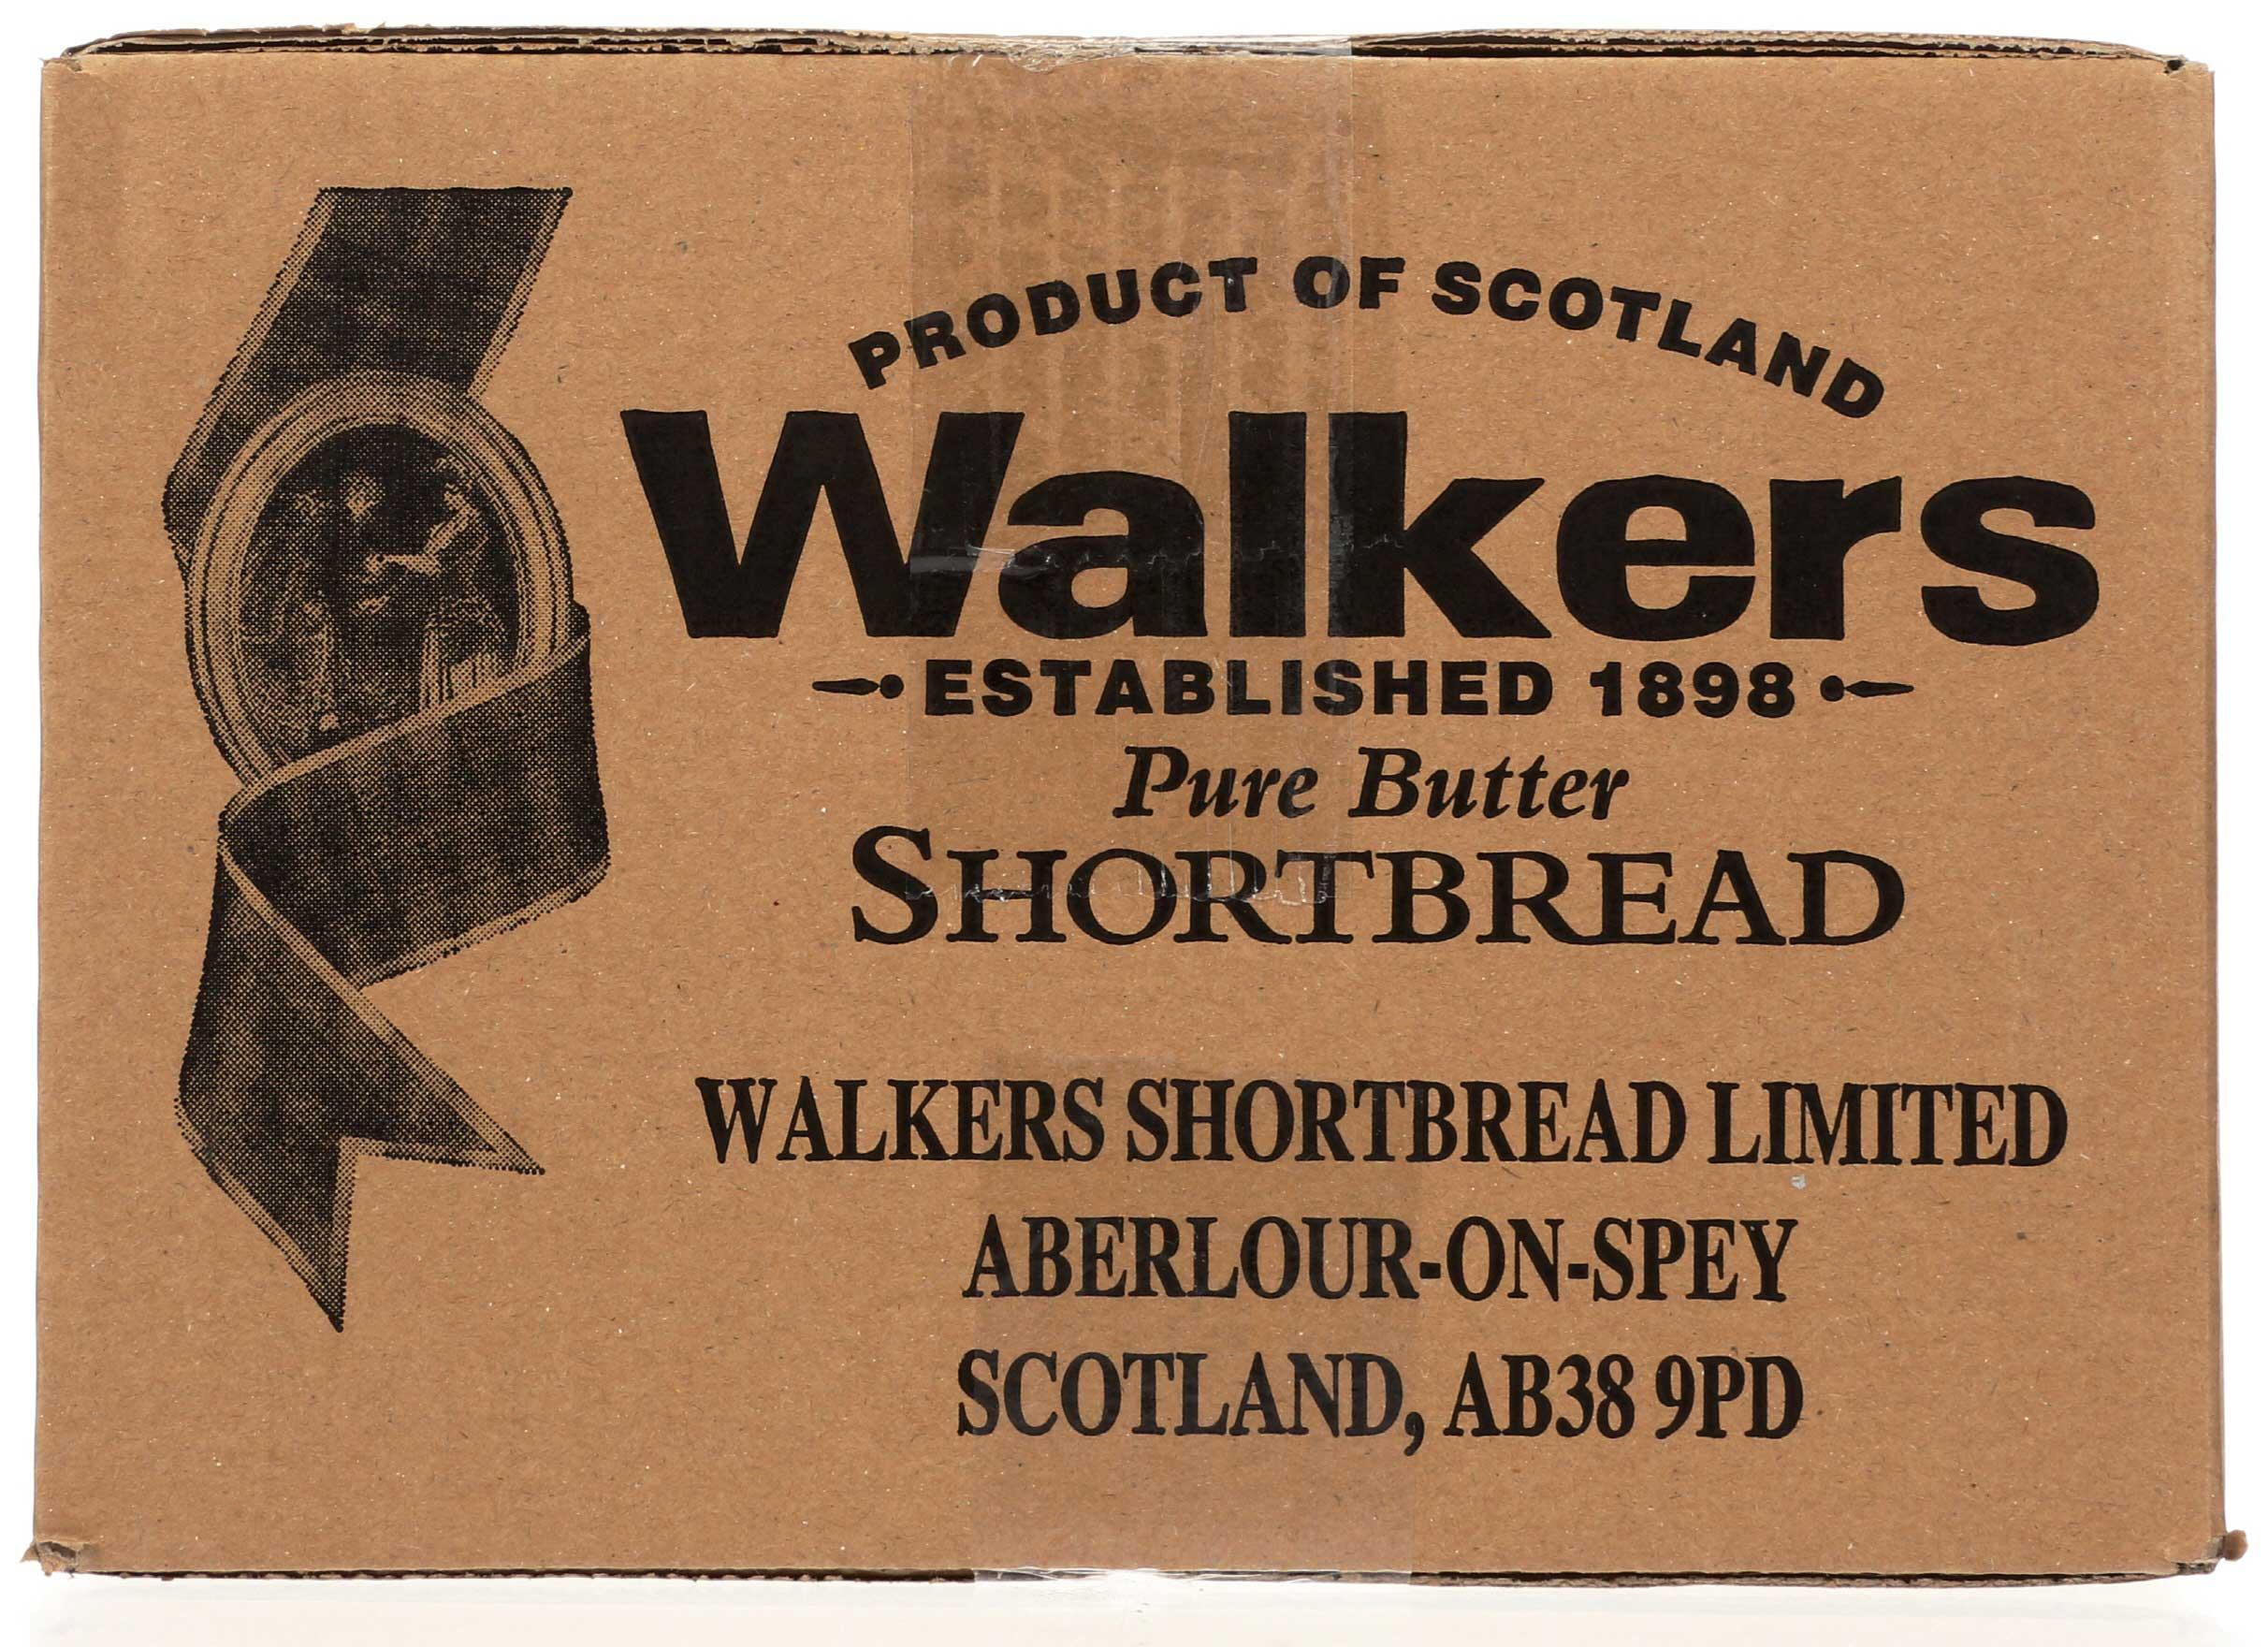 PRODUCT OF SCOTLAND
Walkers
ESTABLISHED 1898
Pure Butter
SHORTBREAD
WALKERS SHORTBREAD LIMITED
ABERLOUR-ON-SPEY
SCOTLAND, AB38 9PD